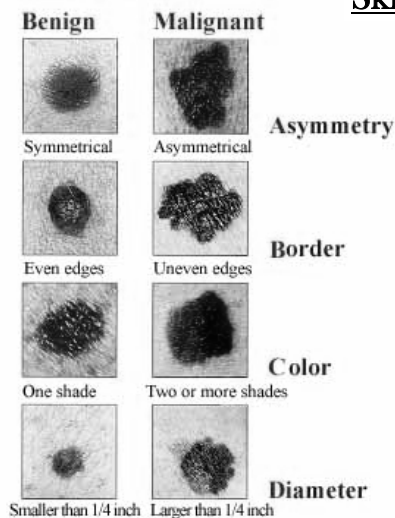 Benign Malignant
Symmetrical Asymmetrical
Asymmetry
Even edges Uneven edges
Border
One shade Two or more shades
Color
Smaller than 1/4 inch Larger than 1/4 inch
Diameter